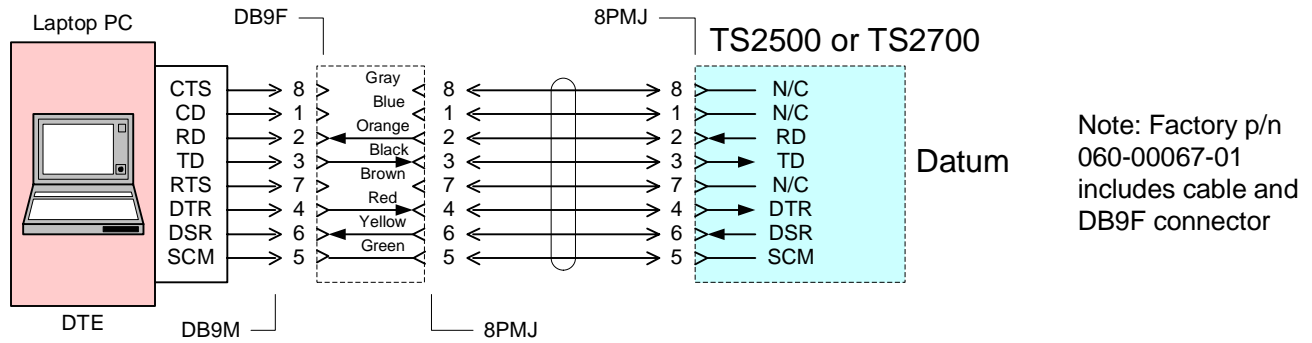 DB9F
8PMJ
Laptop PC
TS2500 or TS2700
CTS 8 Gray 8 8 N/C
CD 1 Blue 1 1 N/C
RD 2 Orange 2 2 RD
TD 3 Black 3 3 TD
RTS 7 Brown 7 7 N/C
DTR 4 Red 4 4 DTR
DSR 6 Yellow 6 6 DSR
SCM 5 Green 5 5 SCM
Datum
Note: Factory p/n
060-00067-01
includes cable and
DB9F connector
DTE
DB9M
8PMJ